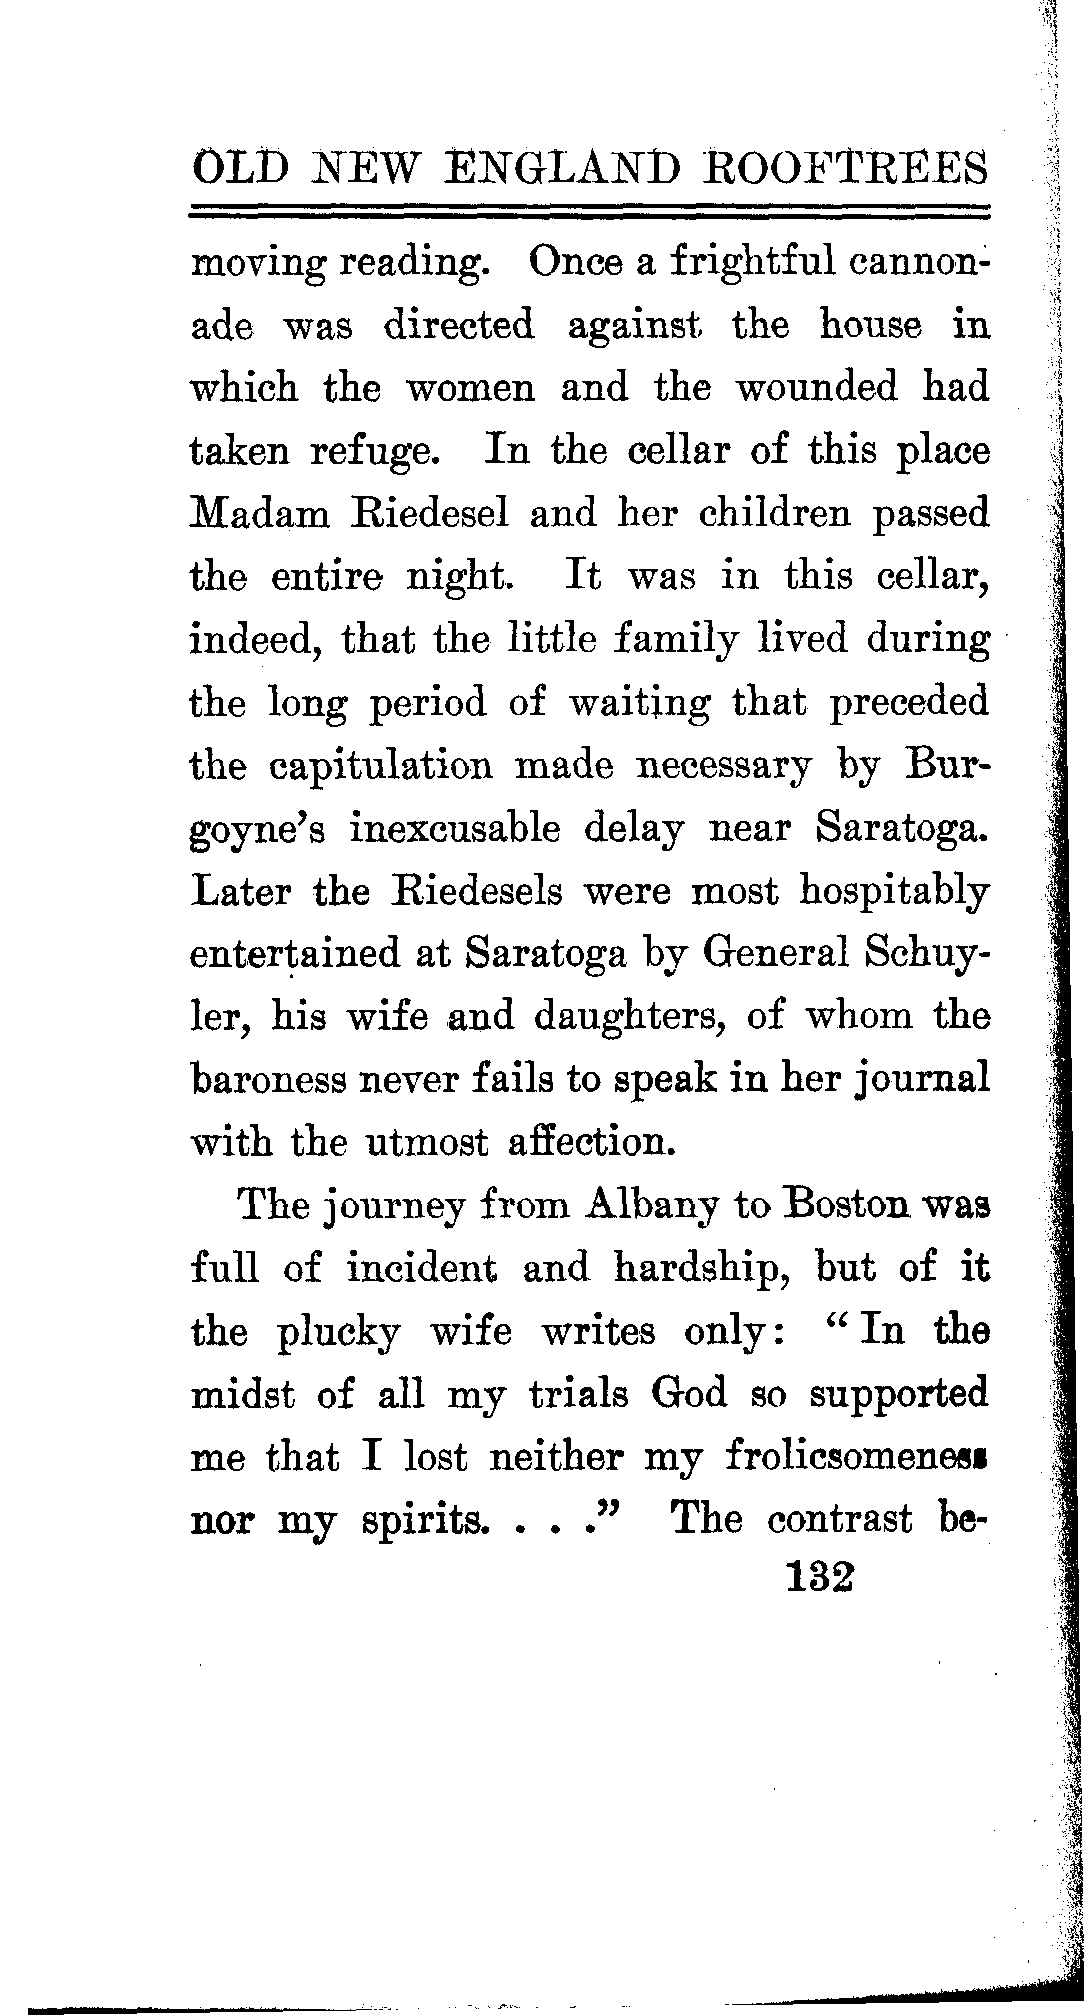 OLD NEW ENGLAND ROOFTREES
moving reading. Once a frightful cannon-
ade was directed against the house in
which the women and the wounded had
taken refuge. In the cellar of this place
Madam Riedesel and her children passed
the entire night. It was in this cellar,
indeed, that the little family lived during
the long period of waiting that preceded
the capitulation made necessary by Bur-
goyne's inexcusable delay near Saratoga.
Later the Riedesels were most hospitably
entertained at Saratoga by General Schuy-
ler, his wife and daughters, of whom the
baroness never fails to speak in her journal
with the utmost affection.
The journey from Albany to Boston was
full of incident and hardship, but of it
the plucky wife writes only: “In the
midst of all my trials God so supported
me that I lost neither my frolicsomeness
nor my spirits. . . .” The contrast be-
132